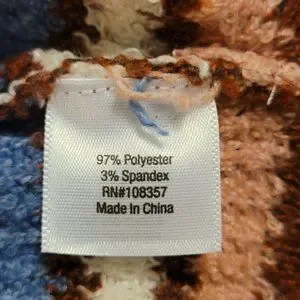 97% Polyester
3% Spandex
RN#108357
Made In China